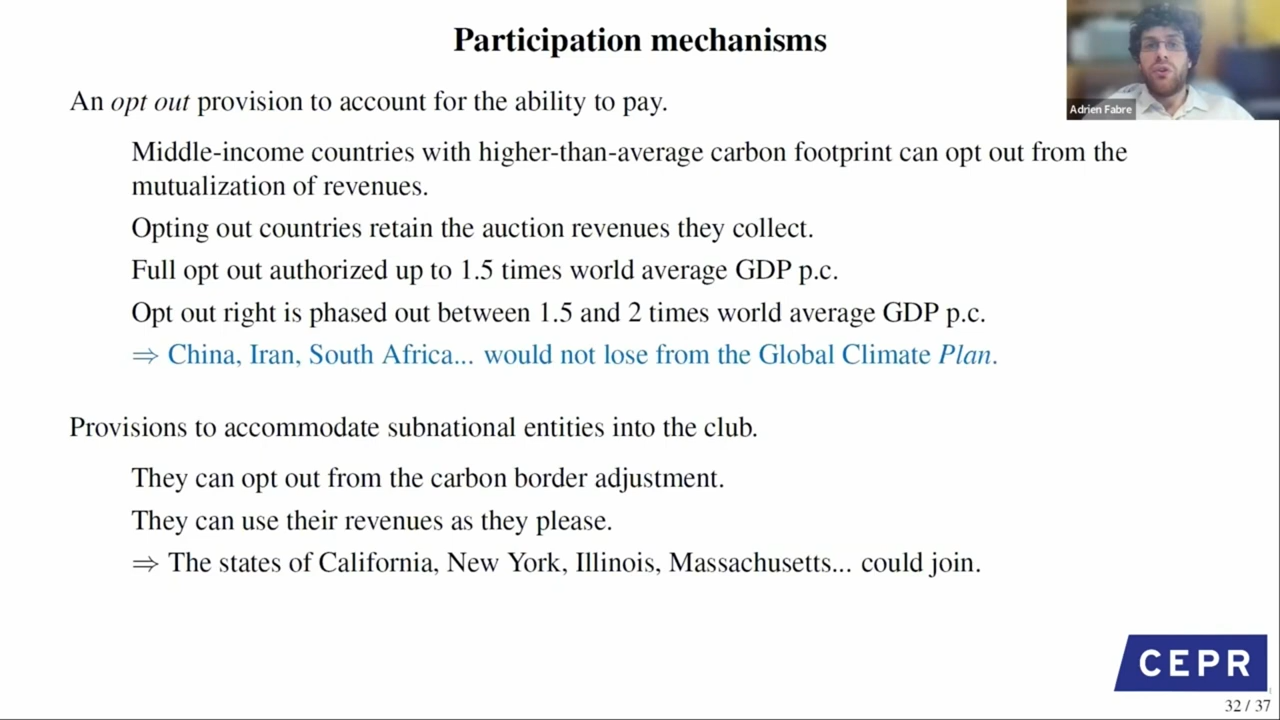 Participation mechanisms
Adrien Fabre
An opt out provision to account for the ability to pay.
Middle-income countries with higher-than-average carbon footprint can opt out from the
mutualization of revenues.
Opting out countries retain the auction revenues they collect.
Full opt out authorized up to 1.5 times world average GDP p.c.
Opt out right is phased out between 1.5 and 2 times world average GDP p.c.
⇒ China, Iran, South Africa... would not lose from the Global Climate Plan.
Provisions to accommodate subnational entities into the club.
They can opt out from the carbon border adjustment.
They can use their revenues as they please.
⇒ The states of California, New York, Illinois, Massachusetts... could join.
CEPR
32 / 37